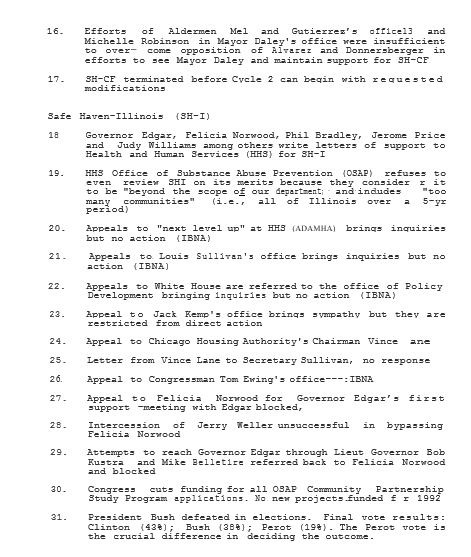 16. Efforts of Aldermen Mel and Gutierrez's office13 and
Michelle Robinson in Mayor Daley's office were insufficient
to over- come opposition of Alvarez and Donnersberger in
efforts to see Mayor Daley and maintain support for SH-CF
17. SH-CF terminated before Cycle 2 can begin with requested
modifications
Safe Haven-Illinois (SH-I)
18 Governor Edgar, Felicia Norwood, Phil Bradley, Jerome Price
and Judy Williams among others write letters of support to
Health and Human Services (HHS) for SH-I
19. HHS Office of Substance Abuse Prevention (OSAP) refuses to
even review SHI on its merits because they consider r it
to be "beyond the scope of our department; and includes "too
many communities" (i.e., all of Illinois over a 5-yr
period)
20. Appeals to "next level up" at HHS (ADAMHA) brings inquiries
but no action (IBNA)
21. Appeals to Louis Sullivan's office brings inquiries but no
action (IBNA)
22. Appeals to White House are referred to the office of Policy
Development bringing inquiries but no action (IBNA)
23. Appeal to Jack Kemp's office brings sympathy but they are
restricted from direct action
24. Appeal to Chicago Housing Authority's Chairman Vince ane
25. Letter from Vince Lane to Secretary Sullivan, no response
26. Appeal to Congressman Tom Ewing's office---:IBNA
27. Appeal to Felicia Norwood for Governor Edgar's first
support -meeting with Edgar blocked,
28. Intercession of Jerry Weller unsuccessful in bypassing
Felicia Norwood
29. Attempts to reach Governor Edgar through Lieut Governor Bob
Kustra and Mike Belletire referred back to Felicia Norwood
and blocked
30. Congress cuts funding for all OSAP Community Partnership
Study Program applications. No new projects.funded f r 1992
31. President Bush defeated in elections. Final vote results:
Clinton (43%); Bush (38%); Perot (19%). The Perot vote is
the crucial difference in deciding the outcome.